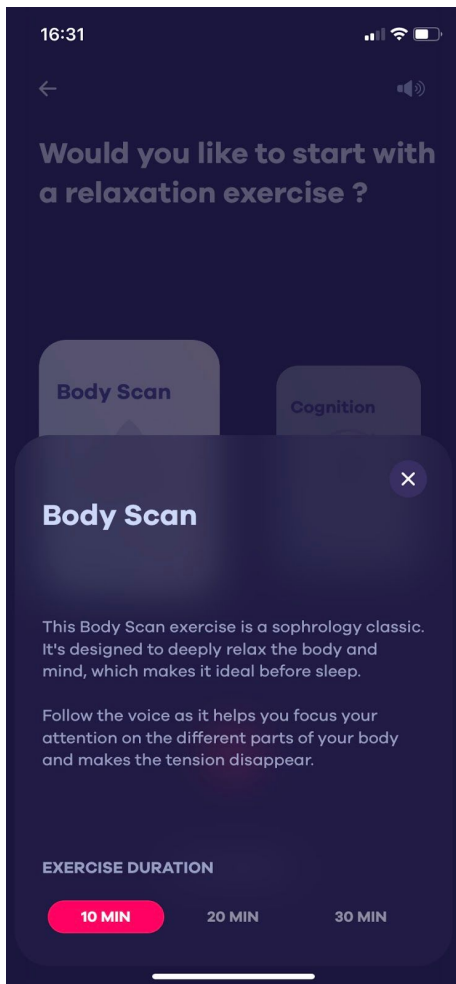 16:31
Would you like to start with
a relaxation exercise ?
Body Scan
Cognition
Body Scan
This Body Scan exercise is a sophrology classic.
It's designed to deeply relax the body and
mind, which makes it ideal before sleep.
Follow the voice as it helps you focus your
attention on the different parts of your body
and makes the tension disappear.
EXERCISE DURATION
10 MIN 20 MIN 30 MIN